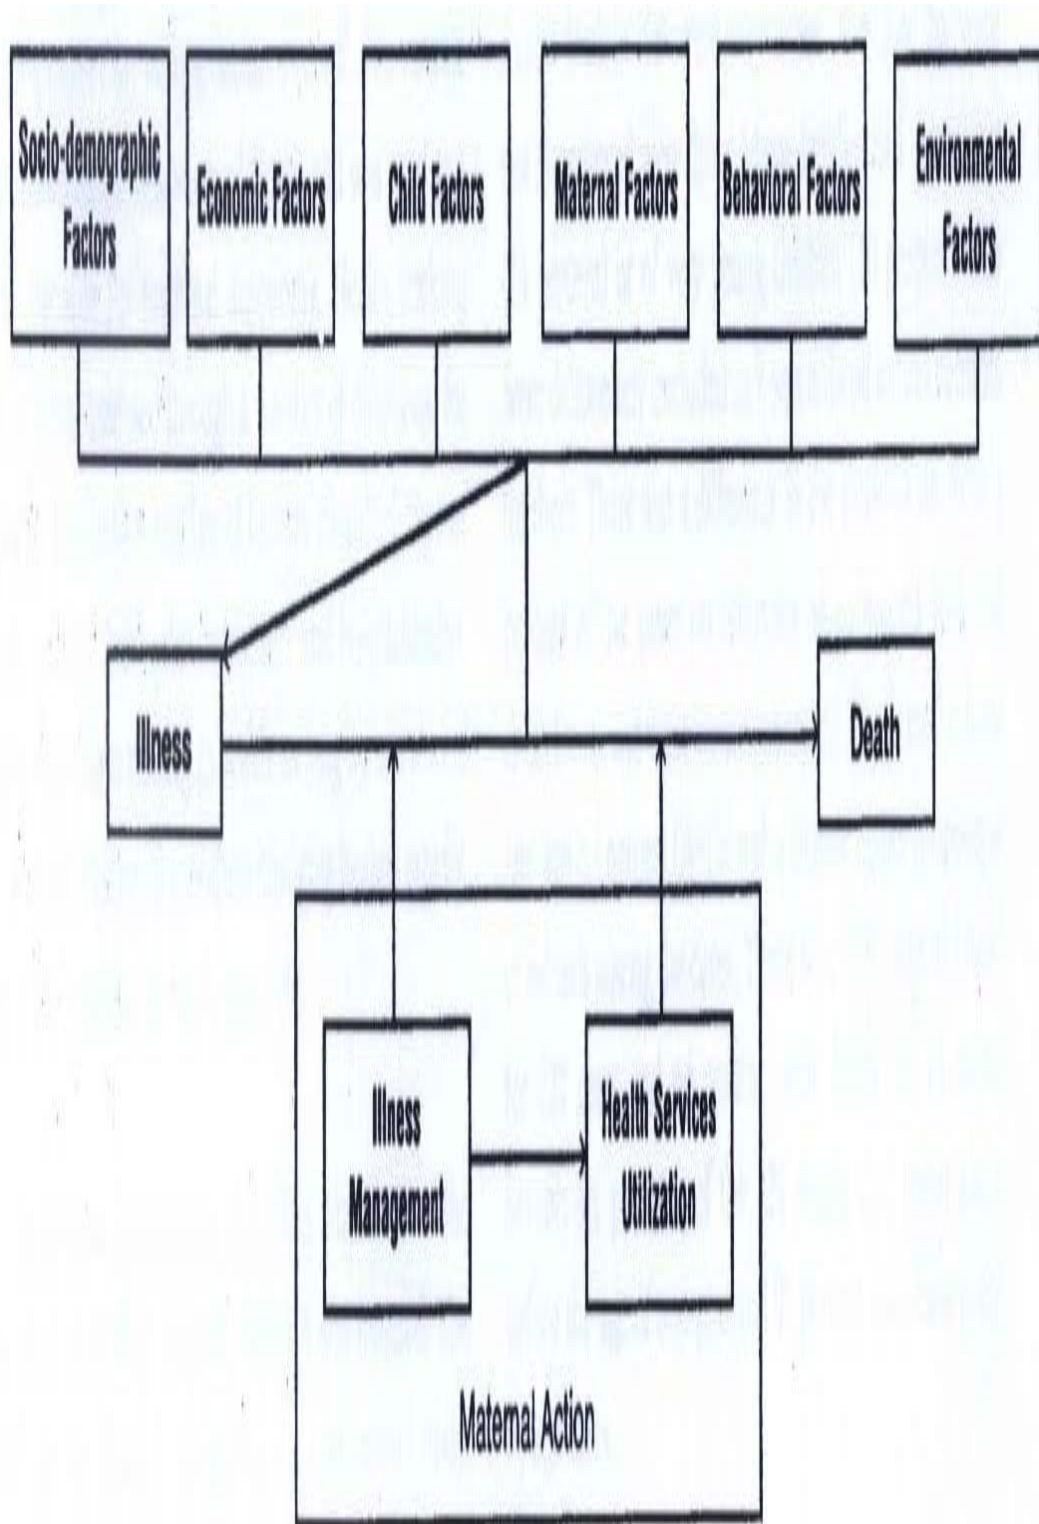 Socio-demographic
Factors
Economic Factors
Child Factors
Maternal Factors
Behavioral Factors
Environmental
Factors
Illness
Death
Illness
Management
Health Services
Utilization
Maternal Action